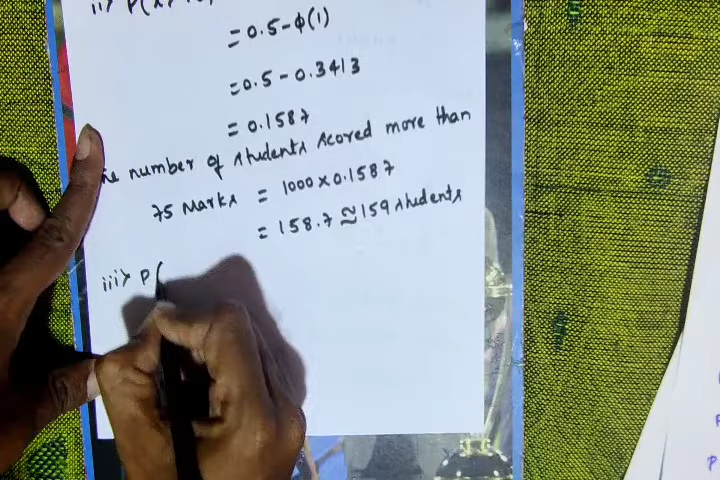 ii> P(X>
= 0.5 - φ(1)
= 0.5 - 0.3413
= 0.1587
number of students scored more than
75 Marks = 1000 × 0.1587
= 158.7 ≅ 159 students
iii> P(